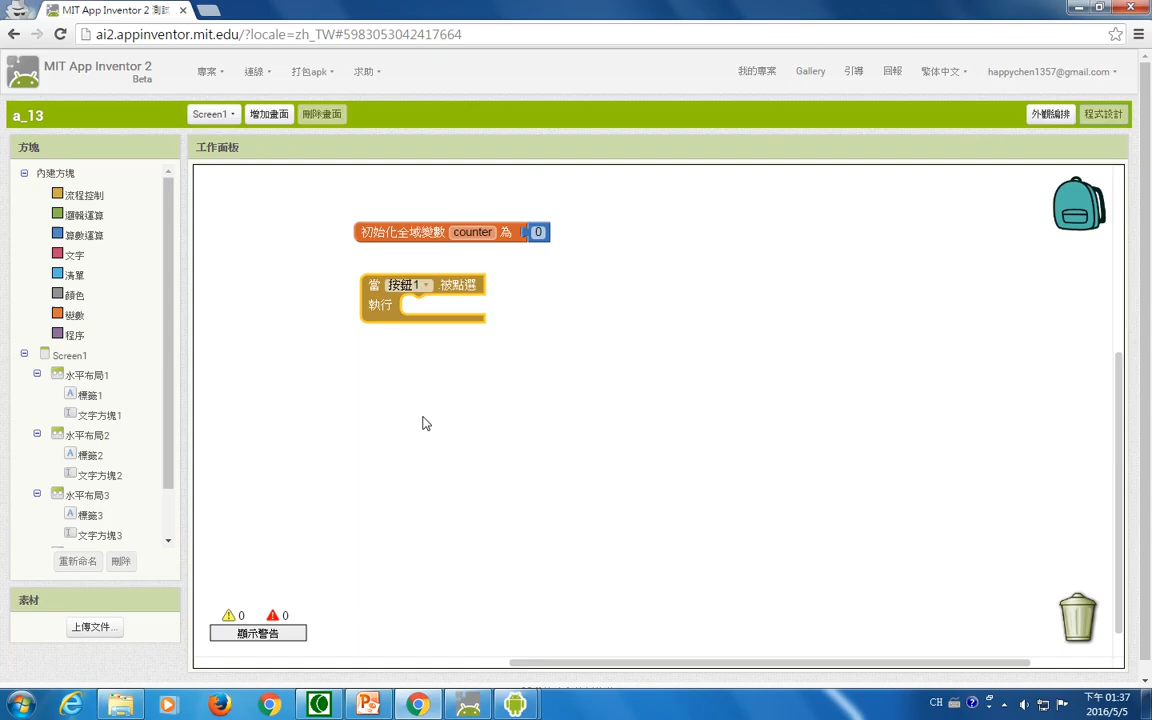 MIT App Inventor 2 測試
ai2.appinventor.mit.edu/?locale=zh_TW#5983053042417664
MIT App Inventor 2
Beta
專案 連線 打包apk 求助 我的專案 Gallery 引導 回報 繁体中文 happychen1357@gmail.com
a_13 Screen1 增加畫面 刪除畫面 外觀編排 程式設計
方塊 工作面板
內建方塊
流程控制
邏輯運算
算數運算
文字
清單
顏色
變數
程序
Screen1
水平布局1
標籤1
文字方塊1
水平布局2
標籤2
文字方塊2
水平布局3
標籤3
文字方塊3
重新命名 刪除
素材
上傳文件...
初始化全域變數 counter 為 0
當 按鈕1 .被點選
執行
0 0
顯示警告
CH
下午 01:37
2016/5/5